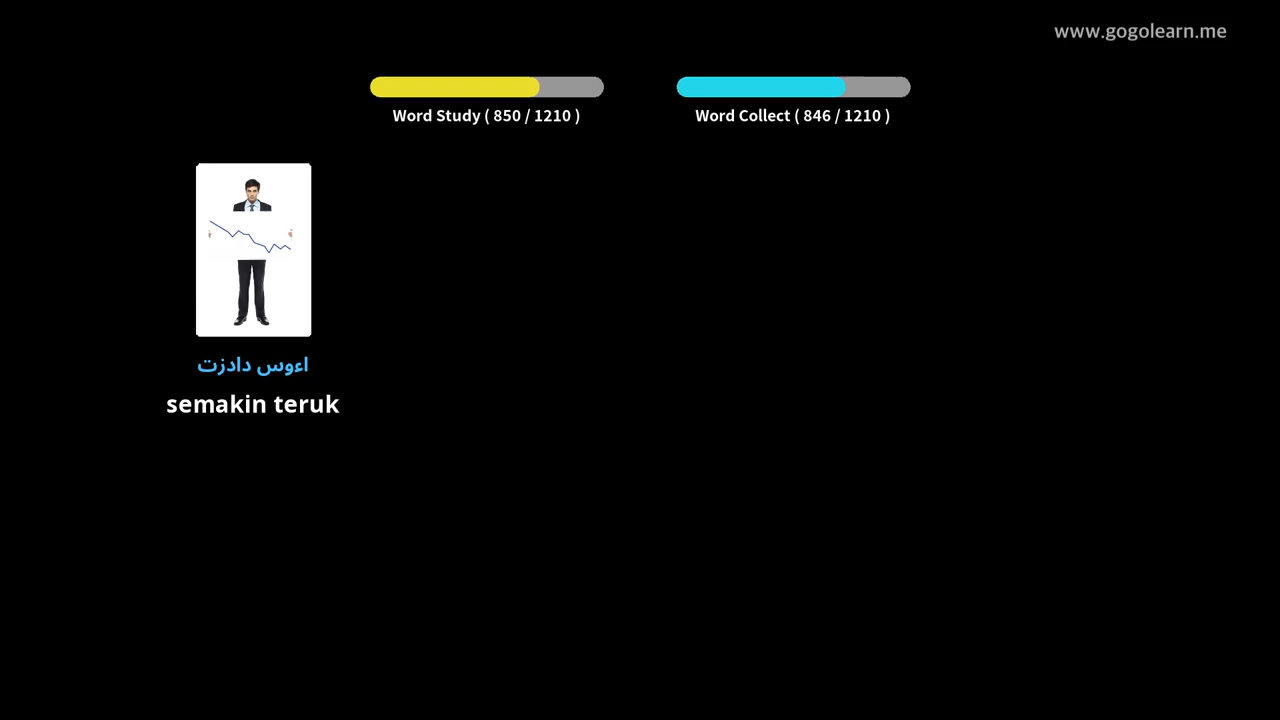 www.gogolearn.me
Word Study ( 850 / 1210 )
Word Collect ( 846 / 1210 )
اءوس دادزت
semakin teruk